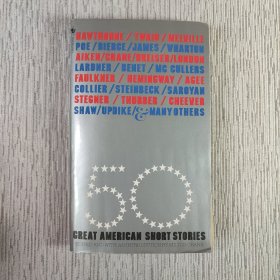 HAWTHORNE/TWAIN/MELVILLE
POE/BIERCE/JAMES/WHARTON
AIKEN/CRANE/DREISER/LONDON
LARDNER/BENET/MC CULLERS
FAULKNER/HEMINGWAY/AGEE
COLLIER/STEINBECK/SAROYAN
STEGNER/THURBER/CHEEVER
SHAW/UPDIKE/& MANY OTHERS
50
GREAT AMERICAN SHORT STORIES